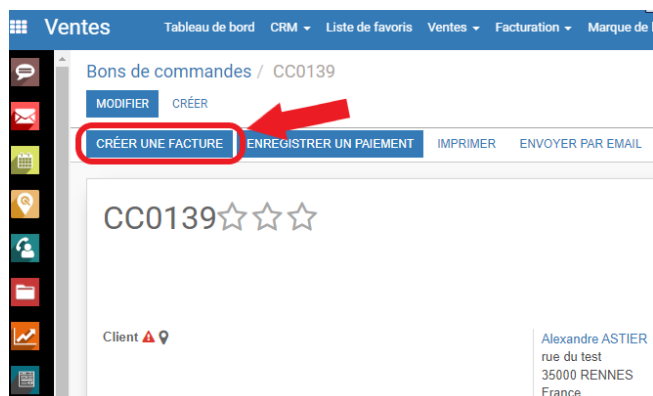 Ventes Tableau de bord CRM Liste de favoris Ventes Facturation Marque de
Bons de commandes / CC0139
MODIFIER CRÉER
CRÉER UNE FACTURE ENREGISTRER UN PAIEMENT IMPRIMER ENVOYER PAR EMAIL
CC0139
Client Alexandre ASTIER
rue du test
35000 RENNES
France